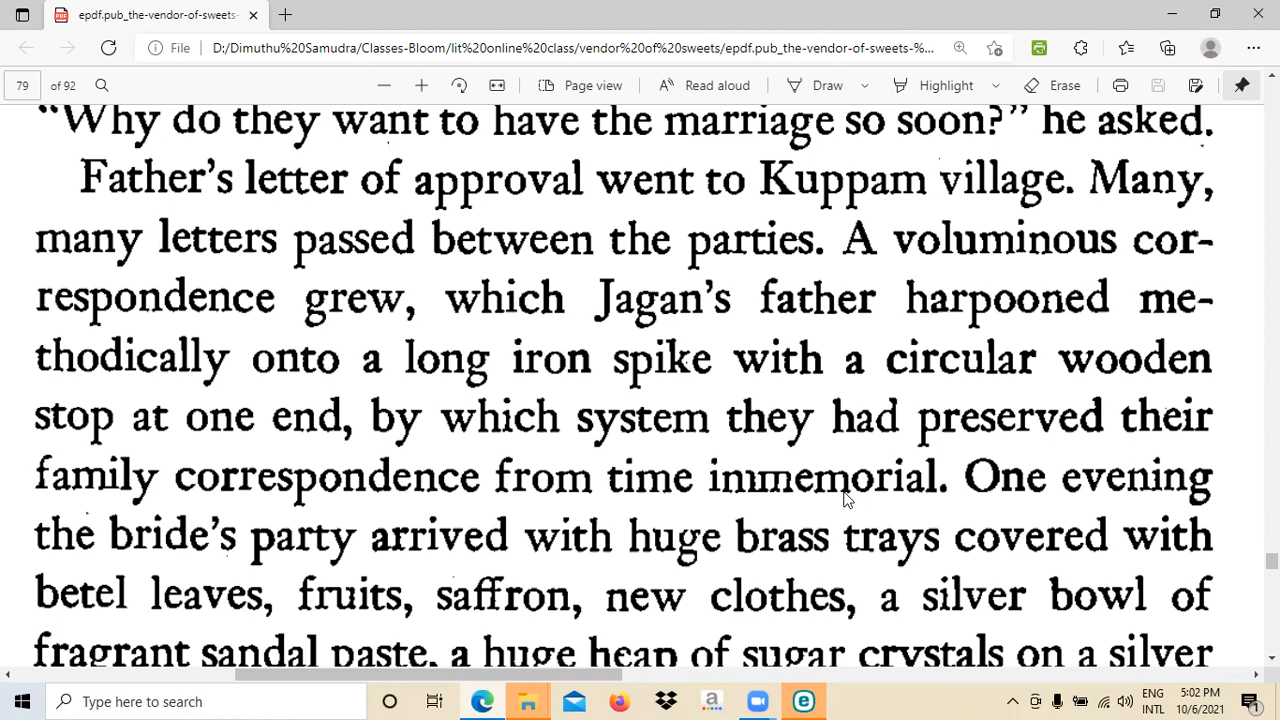 epdf.pub_the-vendor-of-sweets-
File
D:/Dimuthu%20Samudra/Classes-Bloom/lit%20online%20class/vendor%20of%20sweets/epdf.pub_the-vendor-of-sweets-%...
79 of 92
Page view
Read aloud
Draw
Highlight
Erase
“Why do they want to have the marriage so soon?” he asked.
Father’s letter of approval went to Kuppam village. Many,
many letters passed between the parties. A voluminous cor-
respondence grew, which Jagan’s father harpooned me-
thodically onto a long iron spike with a circular wooden
stop at one end, by which system they had preserved their
family correspondence from time immemorial. One evening
the bride’s party arrived with huge brass trays covered with
betel leaves, fruits, saffron, new clothes, a silver bowl of
fragrant sandal paste, a huge heap of sugar crystals on a silver
Type here to search
ENG
INTL
5:02 PM
10/6/2021